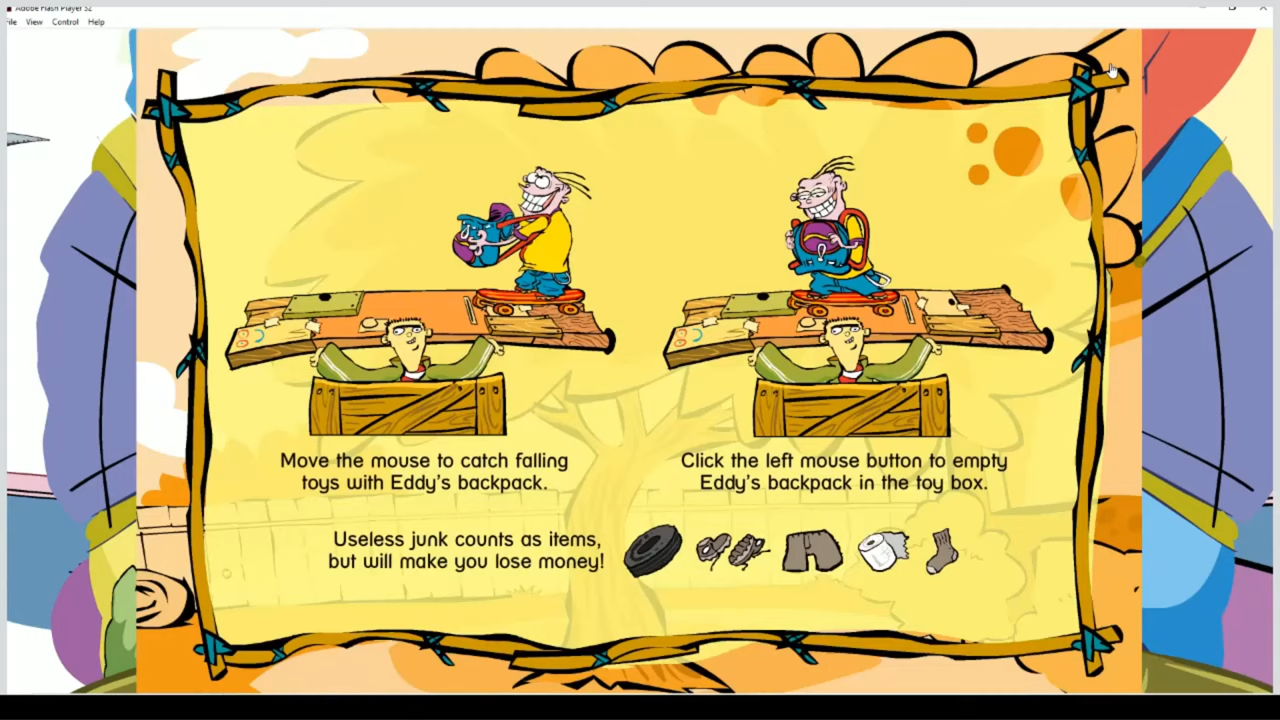 Adobe Flash Player 32
File View Control Help
Move the mouse to catch falling
toys with Eddy's backpack.
Click the left mouse button to empty
Eddy's backpack in the toy box.
Useless junk counts as items,
but will make you lose money!